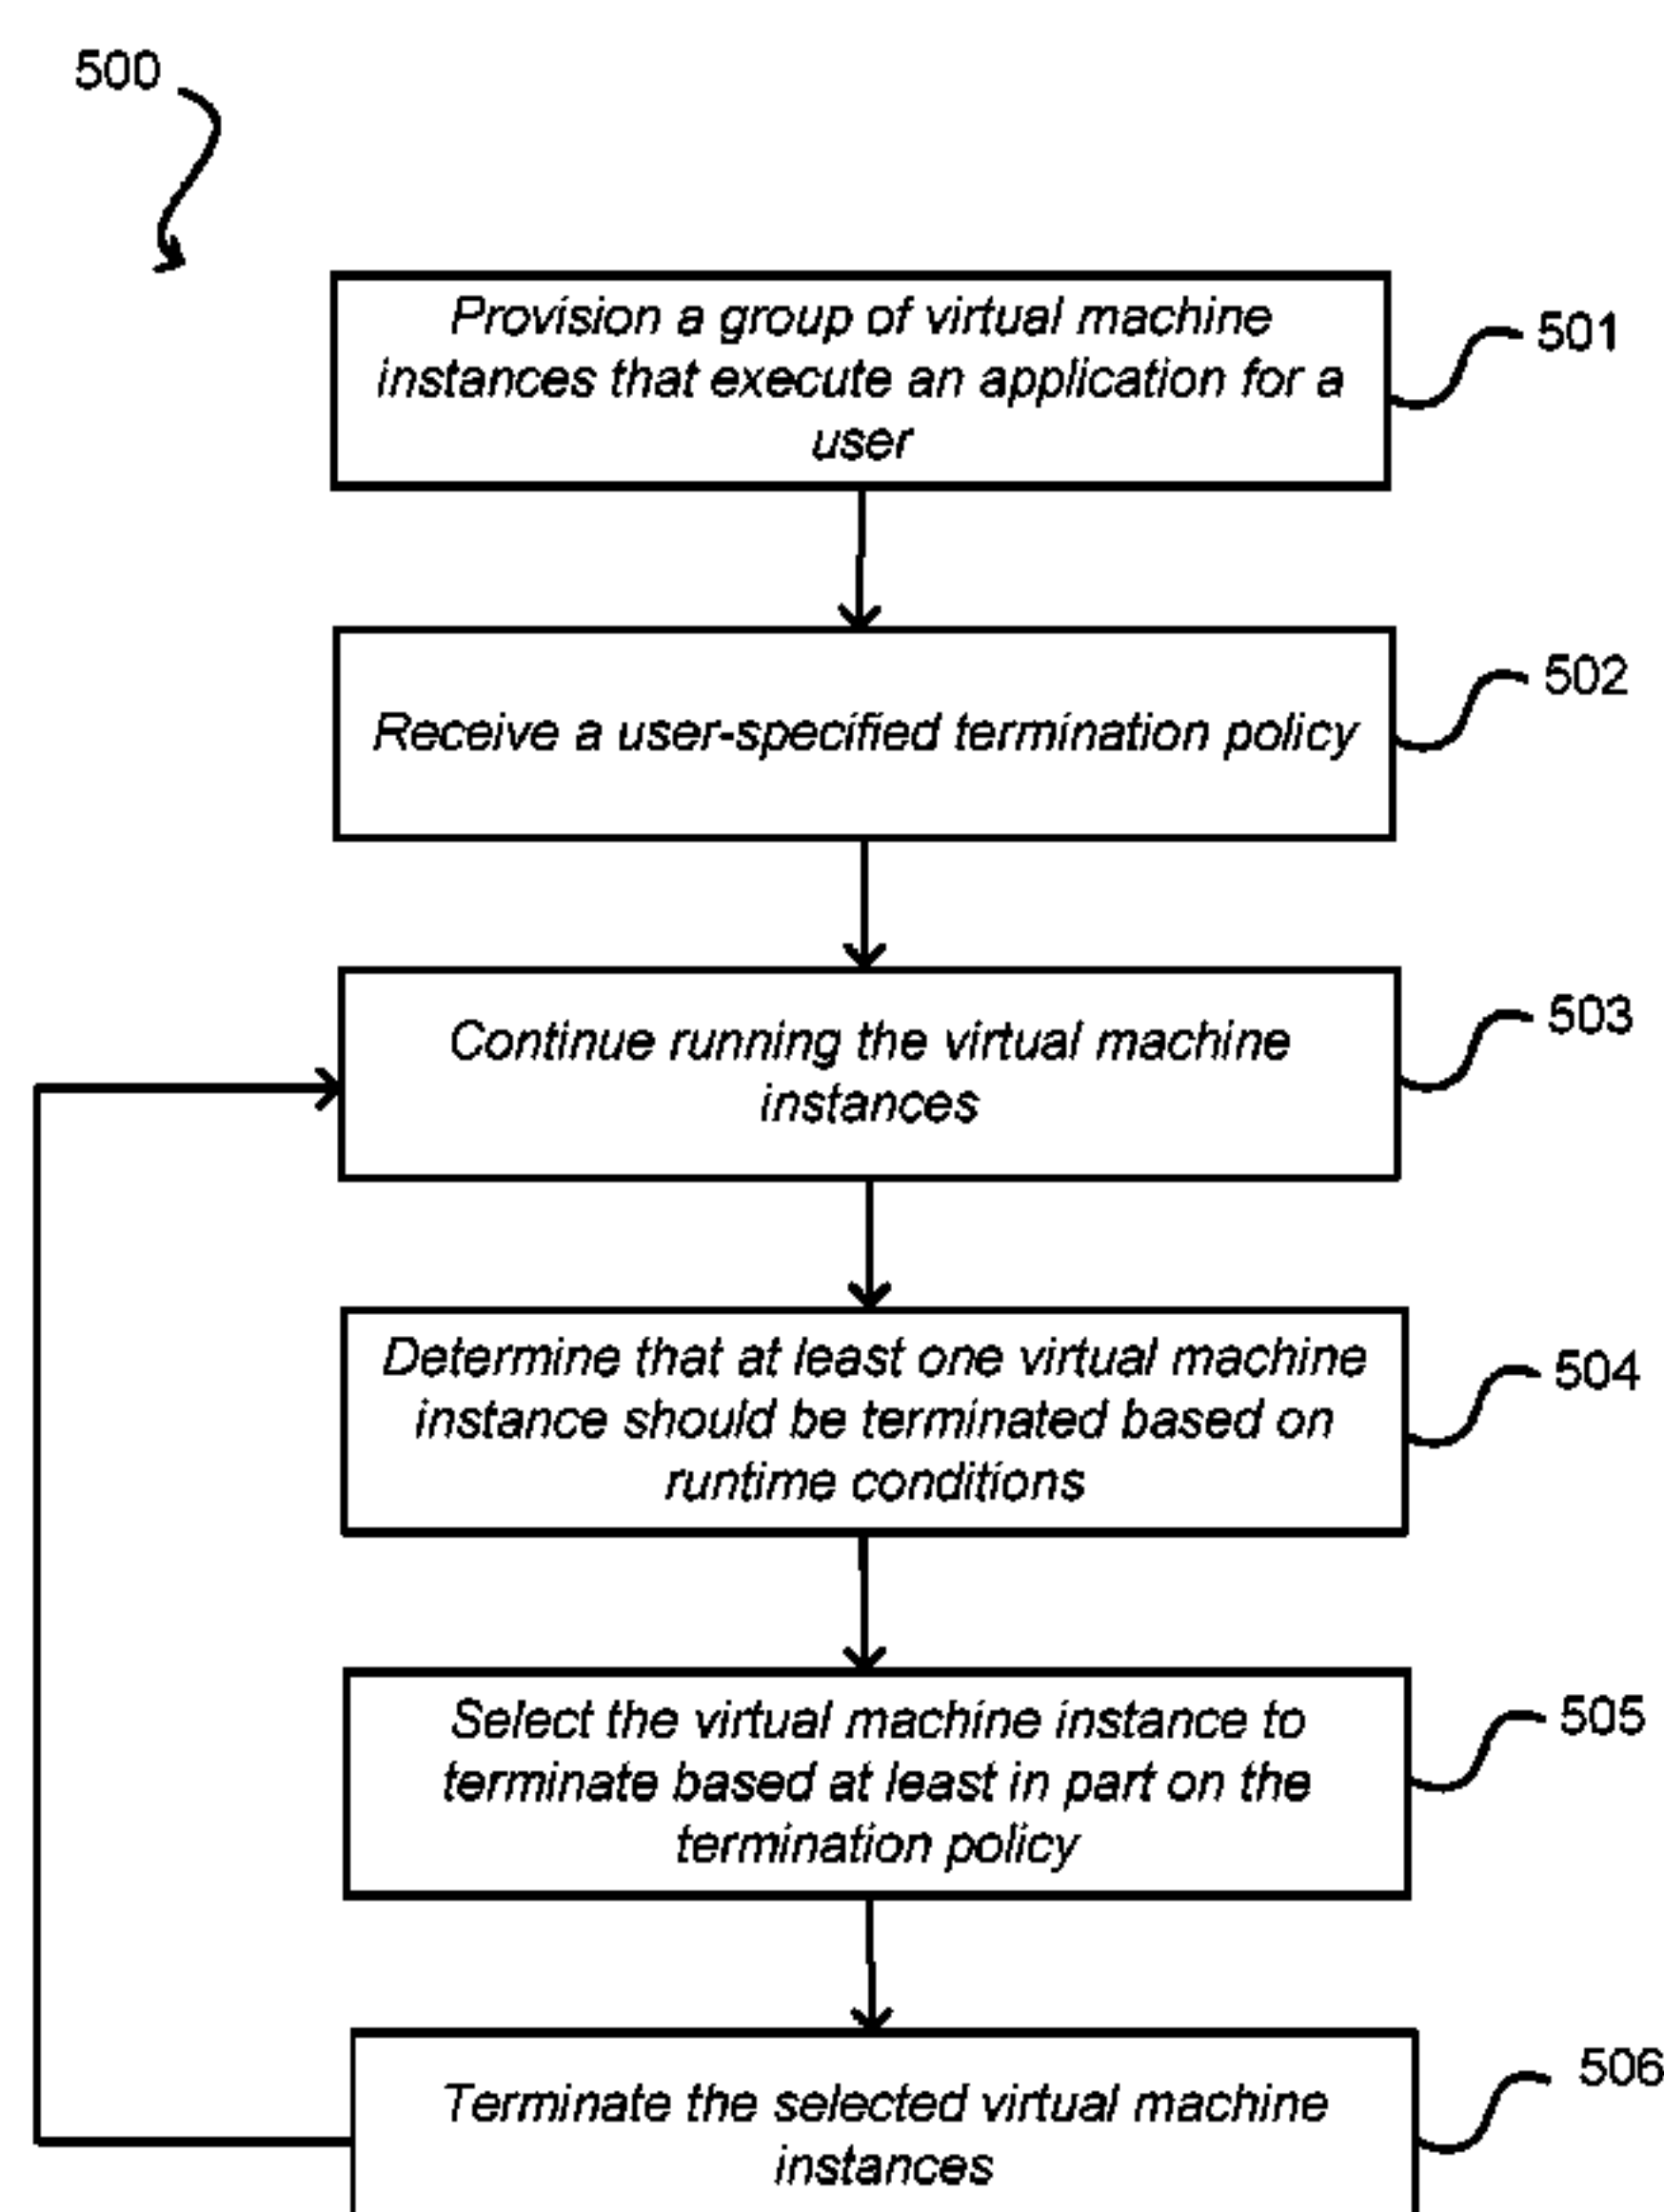 500
Provision a group of virtual machine
instances that execute an application for a
user
501
Receive a user-specified termination policy
502
Continue running the virtual machine
instances
503
Determine that at least one virtual machine
instance should be terminated based on
runtime conditions
504
Select the virtual machine instance to
terminate based at least in part on the
termination policy
505
Terminate the selected virtual machine
instances
506